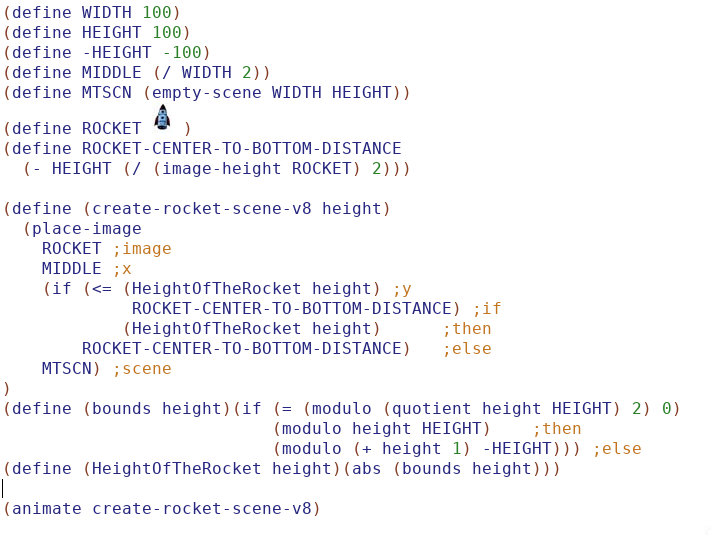 (define WIDTH 100)
(define HEIGHT 100)
(define -HEIGHT -100)
(define MIDDLE (/ WIDTH 2))
(define MTSCN (empty-scene WIDTH HEIGHT))
(define ROCKET )
(define ROCKET-CENTER-TO-BOTTOM-DISTANCE
  (- HEIGHT (/ (image-height ROCKET) 2)))
(define (create-rocket-scene-v8 height)
  (place-image
    ROCKET ;image
    MIDDLE ;x
    (if (<= (HeightOfTheRocket height) ;y
             ROCKET-CENTER-TO-BOTTOM-DISTANCE) ;if
            (HeightOfTheRocket height)      ;then
        ROCKET-CENTER-TO-BOTTOM-DISTANCE)   ;else
    MTSCN) ;scene
)
(define (bounds height)(if (= (modulo (quotient height HEIGHT) 2) 0)
                           (modulo height HEIGHT)    ;then
                           (modulo (+ height 1) -HEIGHT))) ;else
(define (HeightOfTheRocket height)(abs (bounds height)))
(animate create-rocket-scene-v8)